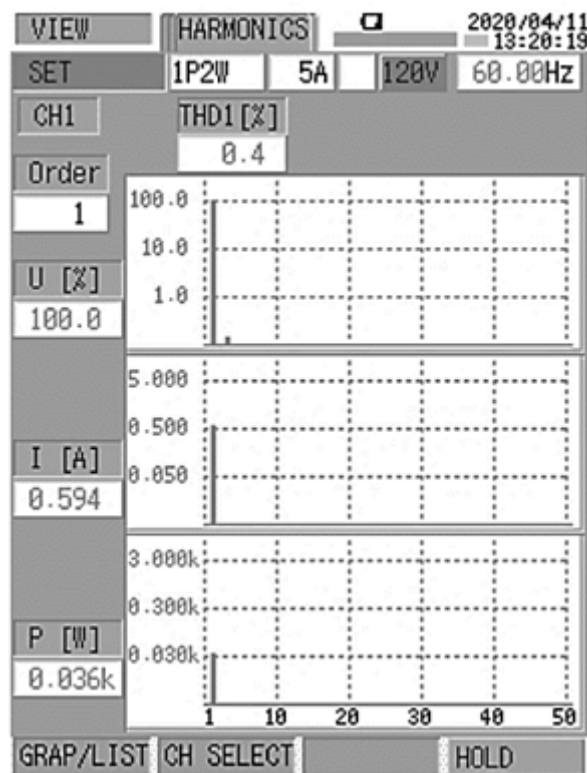 VIEW HARMONICS 2020/04/11
13:20:19
SET 1P2W 5A 120V 60.00Hz
CH1 THD1[%]
0.4
Order
1
100.0
10.0
1.0
U [%]
100.0
5.000
0.500
0.050
I [A]
0.594
3.000k
0.300k
0.030k
P [W]
0.036k
1 10 20 30 40 50
GRAP/LIST CH SELECT HOLD